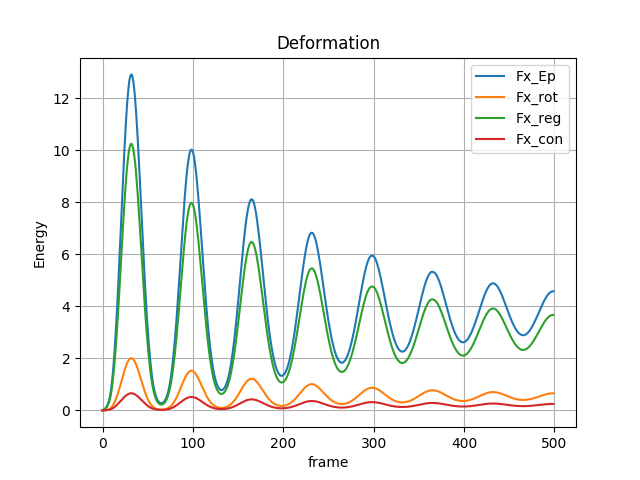 Deformation
Energy
12
10
8
6
4
2
0
0 100 200 300 400 500
frame
Fx_Ep
Fx_rot
Fx_reg
Fx_con